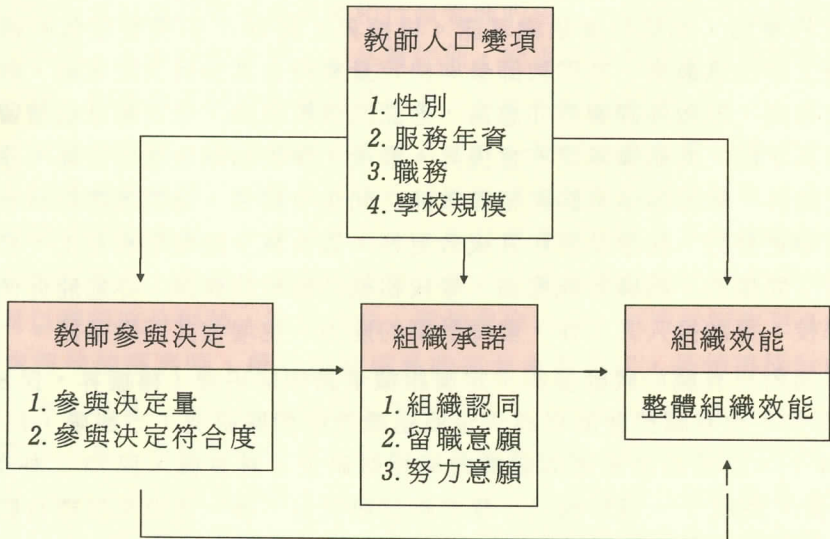 教師人口變項
1. 性別
2. 服務年資
3. 職務
4. 學校規模
教師參與决定
1. 參與決定量
2. 參與決定符合度
組織承諾
1. 組織認同
2. 留職意願
3. 努力意願
組織效能
整體組織效能